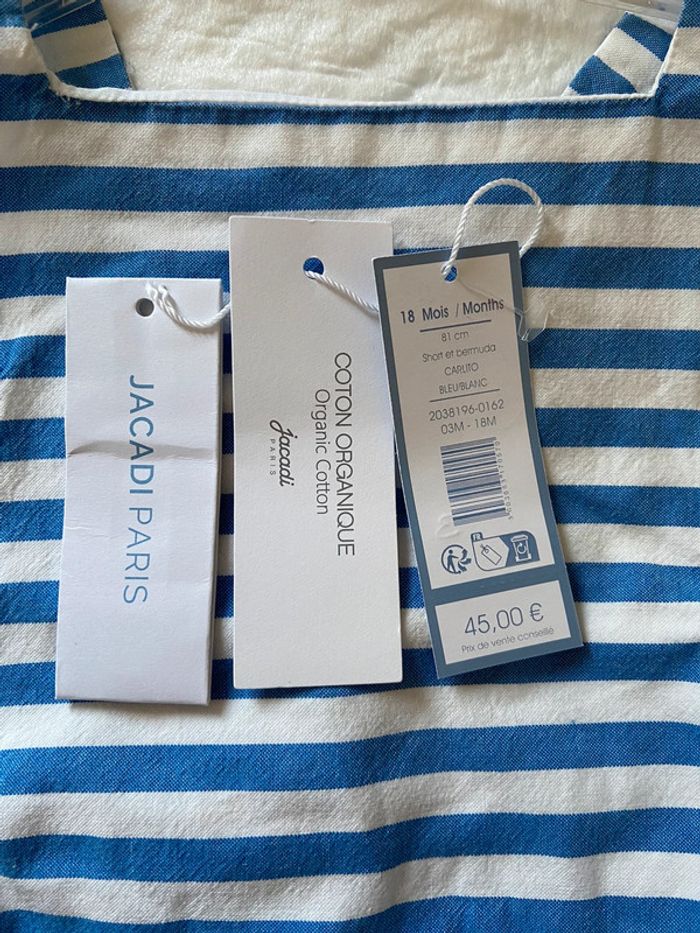 JACADI PARIS
COTON ORGANIQUE
Organic Cotton
Jacadi
PARIS
18 Mois / Months
81 cm
Short et bermuda
CARLITO
BLEU/BLANC
2038196-0162
03M - 18M
FR
45,00 €
Prix de vente conseillé